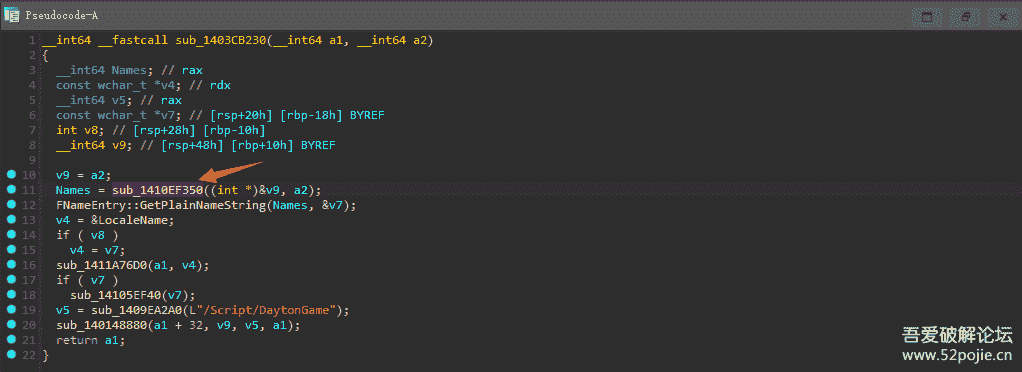 Pseudocode-A
1 __int64 __fastcall sub_1403CB230(__int64 a1, __int64 a2)
2 {
3 __int64 Names; // rax
4 const wchar_t *v4; // rdx
5 __int64 v5; // rax
6 const wchar_t *v7; // [rsp+20h] [rbp-18h] BYREF
7 int v8; // [rsp+28h] [rbp-10h]
8 __int64 v9; // [rsp+48h] [rbp+10h] BYREF
9
10 v9 = a2;
11 Names = sub_1410EF350((int *)&v9, a2);
12 FNameEntry::GetPlainNameString(Names, &v7);
13 v4 = &LocaleName;
14 if ( v8 )
15 v4 = v7;
16 sub_1411A76D0(a1, v4);
17 if ( v7 )
18 sub_14105EF40(v7);
19 v5 = sub_1409EA2A0(L"/Script/DaytonGame");
20 sub_140148880(a1 + 32, v9, v5, a1);
21 return a1;
22 }
吾爱破解论坛
www.52pojie.cn